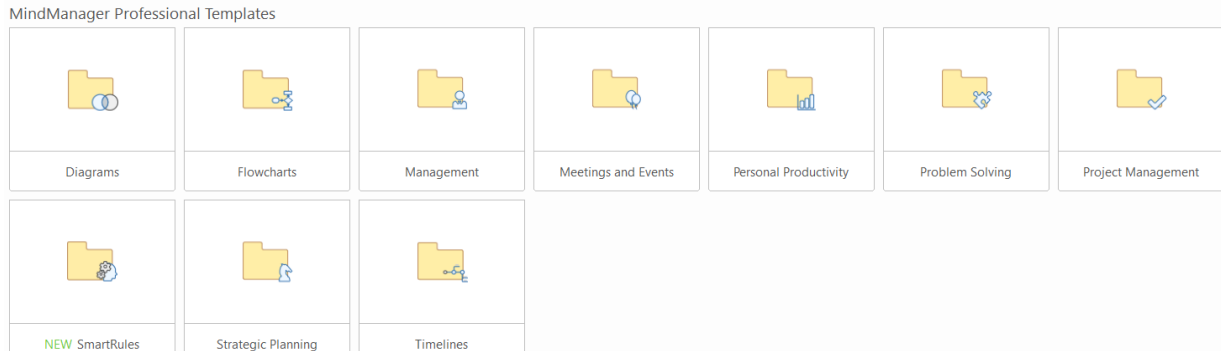 MindManager Professional Templates
Diagrams
Flowcharts
Management
Meetings and Events
Personal Productivity
Problem Solving
Project Management
NEW SmartRules
Strategic Planning
Timelines